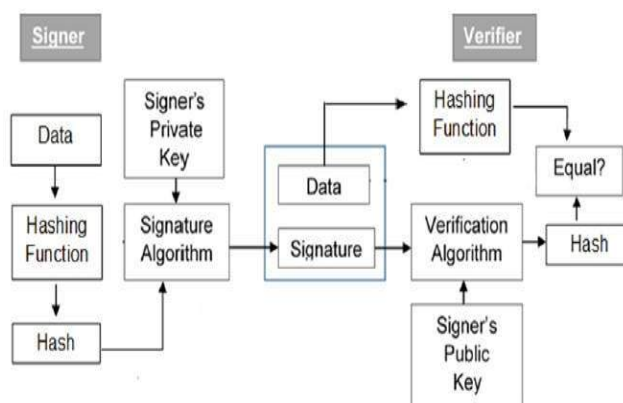 Signer
Verifier
Data
Hashing
Function
Hash
Signer's
Private
Key
Signature
Algorithm
Data
Signature
Hashing
Function
Equal?
Verification
Algorithm
Hash
Signer's
Public
Key